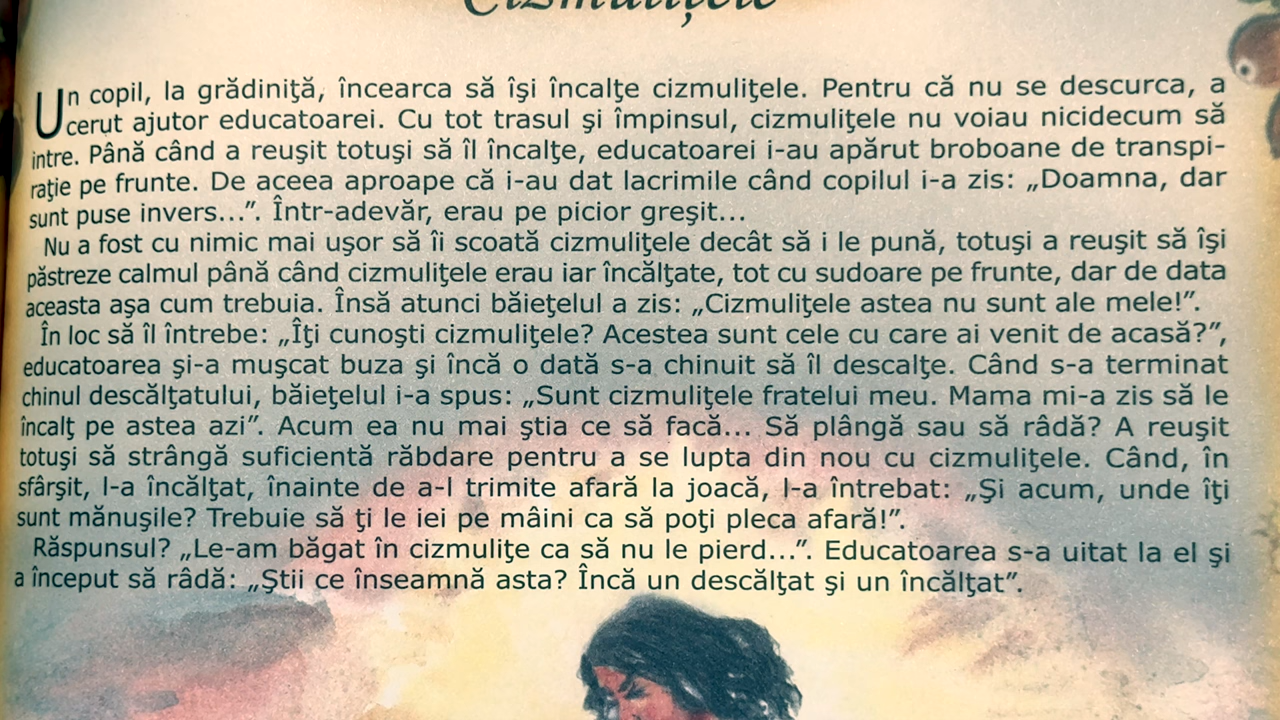 Cizmuliţele
Un copil, la grădiniţă, încearca să îşi încalţe cizmuliţele. Pentru că nu se descurca, a
cerut ajutor educatoarei. Cu tot trasul şi împinsul, cizmuliţele nu voiau nicidecum să
intre. Până când a reuşit totuşi să îl încalţe, educatoarei i-au apărut broboane de transpi-
raţie pe frunte. De aceea aproape că i-au dat lacrimile când copilul i-a zis: „Doamna, dar
sunt puse invers...”. Într-adevăr, erau pe picior greşit...
Nu a fost cu nimic mai uşor să îi scoată cizmuliţele decât să i le pună, totuşi a reuşit să îşi
păstreze calmul până când cizmuliţele erau iar încălţate, tot cu sudoare pe frunte, dar de data
aceasta aşa cum trebuia. Însă atunci băieţelul a zis: „Cizmuliţele astea nu sunt ale mele!”.
În loc să îl întrebe: „Îţi cunoşti cizmuliţele? Acestea sunt cele cu care ai venit de acasă?”,
educatoarea şi-a muşcat buza şi încă o dată s-a chinuit să îl descalţe. Când s-a terminat
chinul descălţatului, băieţelul i-a spus: „Sunt cizmuliţele fratelui meu. Mama mi-a zis să le
încalţ pe astea azi”. Acum ea nu mai ştia ce să facă... Să plângă sau să râdă? A reuşit
totuşi să strângă suficientă răbdare pentru a se lupta din nou cu cizmuliţele. Când, în
sfârşit, l-a încălţat, înainte de a-l trimite afară la joacă, l-a întrebat: „Şi acum, unde îţi
sunt mănuşile? Trebuie să ţi le iei pe mâini ca să poţi pleca afară!”.
Răspunsul? „Le-am băgat în cizmuliţe ca să nu le pierd...”. Educatoarea s-a uitat la el şi
a început să râdă: „Ştii ce înseamnă asta? Încă un descălţat şi un încălţat”.